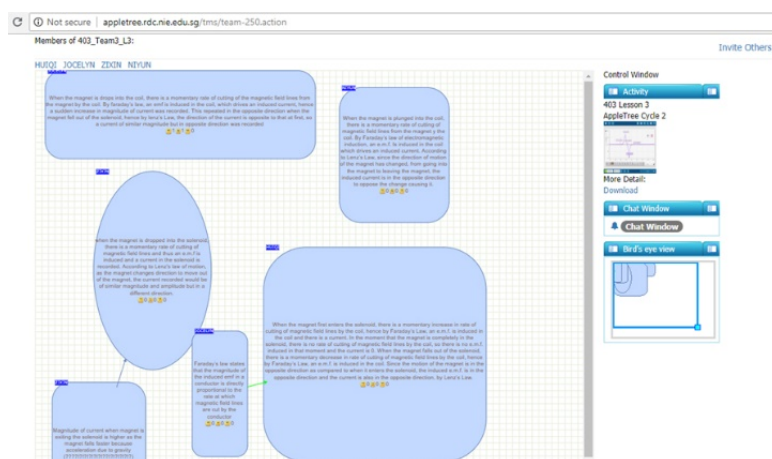 Not secure | appletree.rdc.nie.edu.sg/tms/team-250.action
Members of 403_Team3_L3:
Invite Others
HUIQI JOCELYN ZIXIN NIYUN
When the magnet is drops into the coil, there is a momentary rate of cutting of the magnetic field lines from
the magnet by the coil. By Faraday's law, an emf is induced in the coil, which drives an induced current, hence
a sudden increase in magnitude of current was recorded. This repeated in the opposite direction when the
magnet fall out of the solenoid, hence by lenz's Law, the direction of the current is opposite to that at first, so
a current of similar magnitude but in opposite direction was recorded
NIYUN
When the magnet is plunged into the coil,
there is a momentary rate of cutting of
magnetic field lines from the magnet y the
coil. By Faraday's law of electromagnetic
induction, an e.m.f. is induced in the coil
which drives an induced current. According
to Lenz's Law, since the direction of motion
of the magnet has changed, from going into
the magnet to leaving the magnet, the
induced current is in the opposite direction
to oppose the change causing it.
ZIXIN
when the magnet is dropped into the solenoid,
there is a momentary rate of cutting of
magnetic field lines and thus an e.m.f is
induced and a current in the solenoid is
recorded. According to Lenz's law of motion,
as the magnet changes direction to move out
of the magnet, the current recorded would be
of similar magnitude and amplitude but in a
different direction.
HUIQI
When the magnet first enters the solenoid, there is a momentary increase in rate of
cutting of magnetic field lines by the coil, hence by Faraday's Law, an e.m.f. is induced in
the coil and there is a current. In the moment that the magnet is completely in the
solenoid, there is no rate of cutting of magnetic field lines by the coil, so there is no e.m.f
induced in that moment and the current is 0. When the magnet falls out of the solenoid,
there is a momentary decrease in rate of cutting of magnetic field lines by the coil, hence
by Faraday's Law, an e.m.f. is induced in the coil. Since the motion of the magnet is in the
opposite direction as compared to when it enters the solenoid, the induced e.m.f. is in the
opposite direction and the current is also in the opposite direction, by Lenz's Law.
JOCELYN
Faraday's law states
that the magnitude of
the induced emf in a
conductor is directly
proportional to the
rate at which
magnetic field lines
are cut by the
conductor
ZIXIN
Magnitude of current when magnet is
exiting the solenoid is higher as the
magnet falls faster because
acceleration due to gravity
Control Window
Activity
403 Lesson 3
AppleTree Cycle 2
More Detail:
Download
Chat Window
Chat Window
Bird's eye view